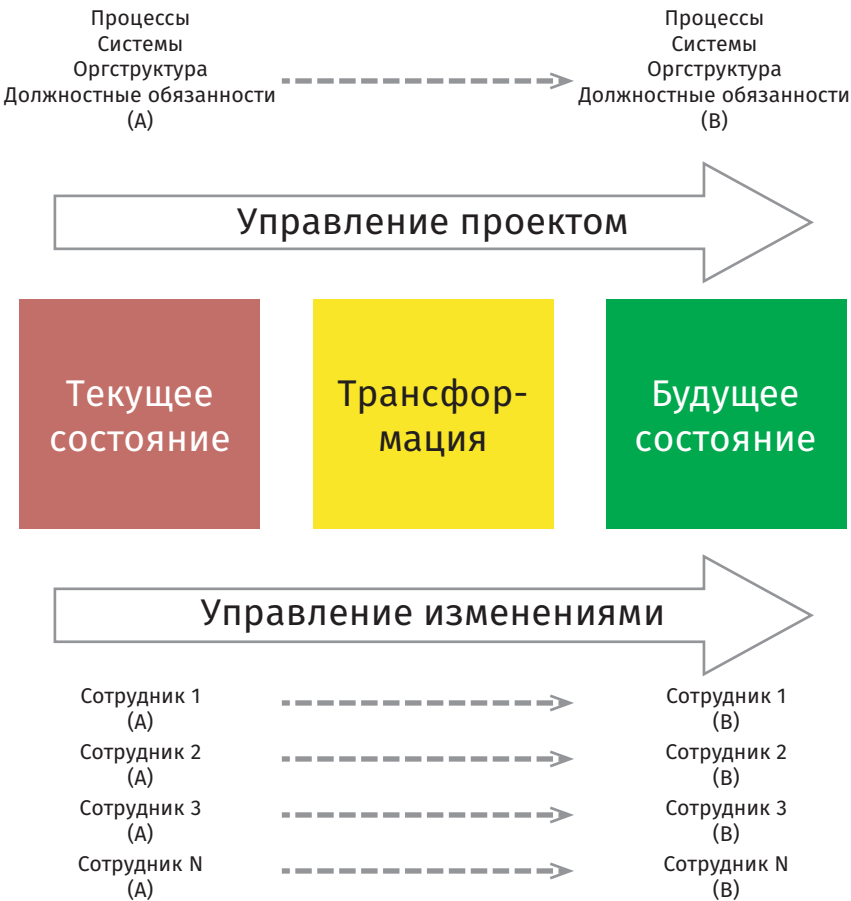 Процессы
Системы
Оргструктура
Должностные обязанности
(A)
Процессы
Системы
Оргструктура
Должностные обязанности
(B)
Управление проектом
Текущее
состояние
Трансфор-
мация
Будущее
состояние
Управление изменениями
Сотрудник 1
(A)
Сотрудник 1
(B)
Сотрудник 2
(A)
Сотрудник 2
(B)
Сотрудник 3
(A)
Сотрудник 3
(B)
Сотрудник N
(A)
Сотрудник N
(B)